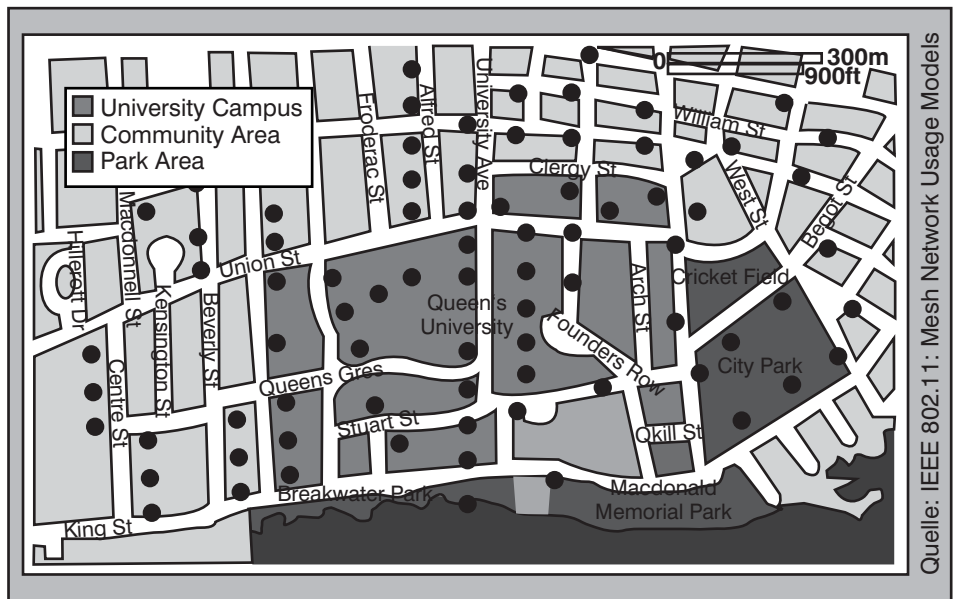 0 300m
900ft
University Campus
Community Area
Park Area
Froderac St
Alfred St
University Ave
William St
Clergy St
West St
Begot St
Hillcroft Dr
Macdonnell St
Kensington St
Beverly St
Union St
Centre St
Queen's
University
Arch St
Cricket Field
Founders Row
City Park
Queens Gres
Stuart St
Qkill St
Breakwater Park
Macdonald
Memorial Park
King St
Quelle: IEEE 802.11: Mesh Network Usage Models